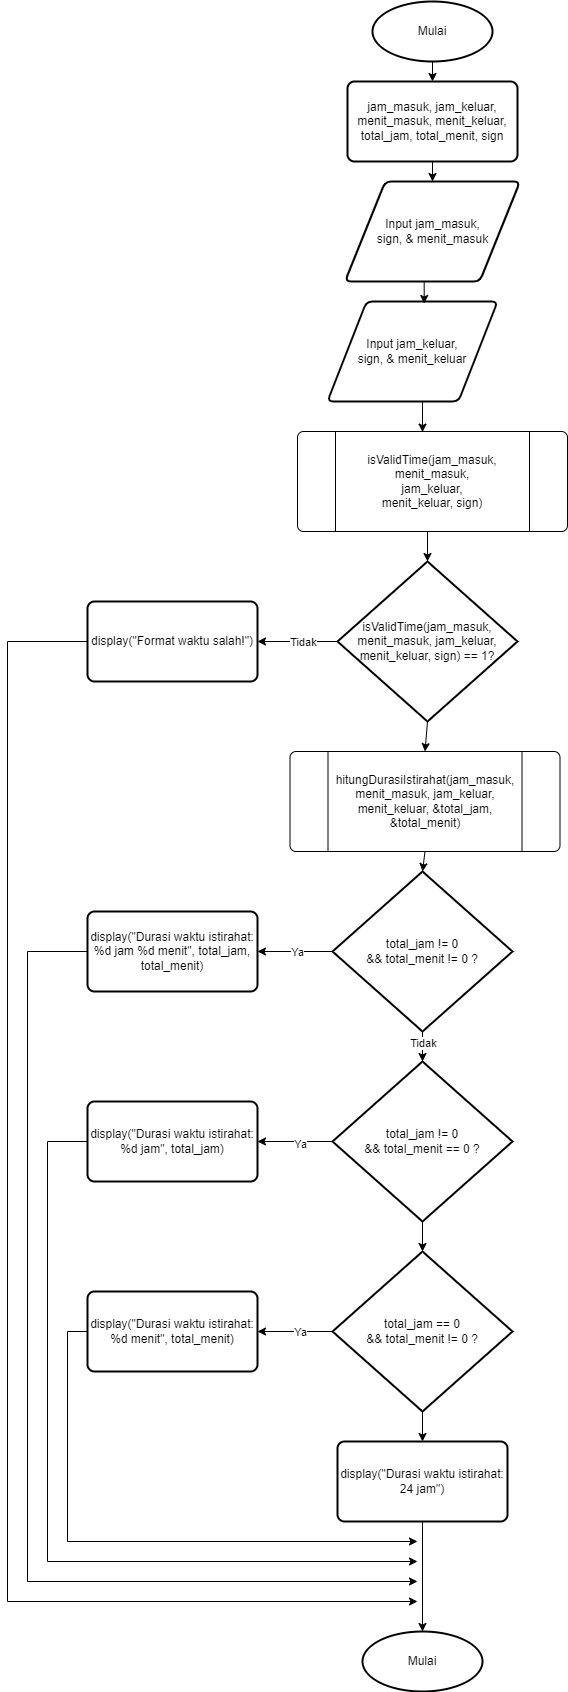 Mulai
jam_masuk, jam_keluar,
menit_masuk, menit_keluar,
total_jam, total_menit, sign
Input jam_masuk,
sign, & menit_masuk
Input jam_keluar,
sign, & menit_keluar
isValidTime(jam_masuk,
menit_masuk,
jam_keluar,
menit_keluar, sign)
isValidTime(jam_masuk,
menit_masuk, jam_keluar,
menit_keluar, sign) == 1?
Tidak
display("Format waktu salah!")
hitungDurasiIstirahat(jam_masuk,
menit_masuk, jam_keluar,
menit_keluar, &total_jam,
&total_menit)
total_jam != 0
&& total_menit != 0 ?
Ya
display("Durasi waktu istirahat:
%d jam %d menit", total_jam,
total_menit)
Tidak
total_jam != 0
&& total_menit == 0 ?
Ya
display("Durasi waktu istirahat:
%d jam", total_jam)
total_jam == 0
&& total_menit != 0 ?
Ya
display("Durasi waktu istirahat:
%d menit", total_menit)
display("Durasi waktu istirahat:
24 jam")
Mulai